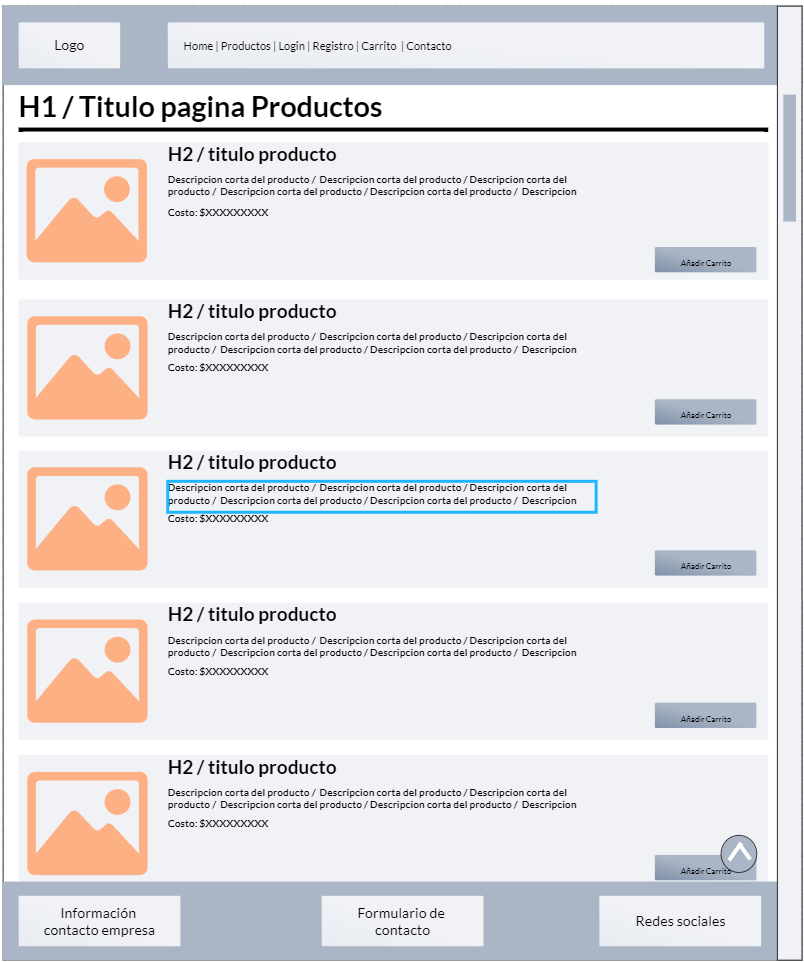 Logo
Home | Productos | Login | Registro | Carrito | Contacto
H1 / Titulo pagina Productos
H2 / titulo producto
Descripcion corta del producto / Descripcion corta del producto / Descripcion corta del
producto / Descripcion corta del producto / Descripcion corta del producto / Descripcion
Costo: $XXXXXXXXX
Añadir Carrito
H2 / titulo producto
Descripcion corta del producto / Descripcion corta del producto / Descripcion corta del
producto / Descripcion corta del producto / Descripcion corta del producto / Descripcion
Costo: $XXXXXXXXX
Añadir Carrito
H2 / titulo producto
Descripcion corta del producto / Descripcion corta del producto / Descripcion corta del
producto / Descripcion corta del producto / Descripcion corta del producto / Descripcion
Costo: $XXXXXXXXX
Añadir Carrito
H2 / titulo producto
Descripcion corta del producto / Descripcion corta del producto / Descripcion corta del
producto / Descripcion corta del producto / Descripcion corta del producto / Descripcion
Costo: $XXXXXXXXX
Añadir Carrito
H2 / titulo producto
Descripcion corta del producto / Descripcion corta del producto / Descripcion corta del
producto / Descripcion corta del producto / Descripcion corta del producto / Descripcion
Costo: $XXXXXXXXX
Añadir Carrito
Información
contacto empresa
Formulario de
contacto
Redes sociales